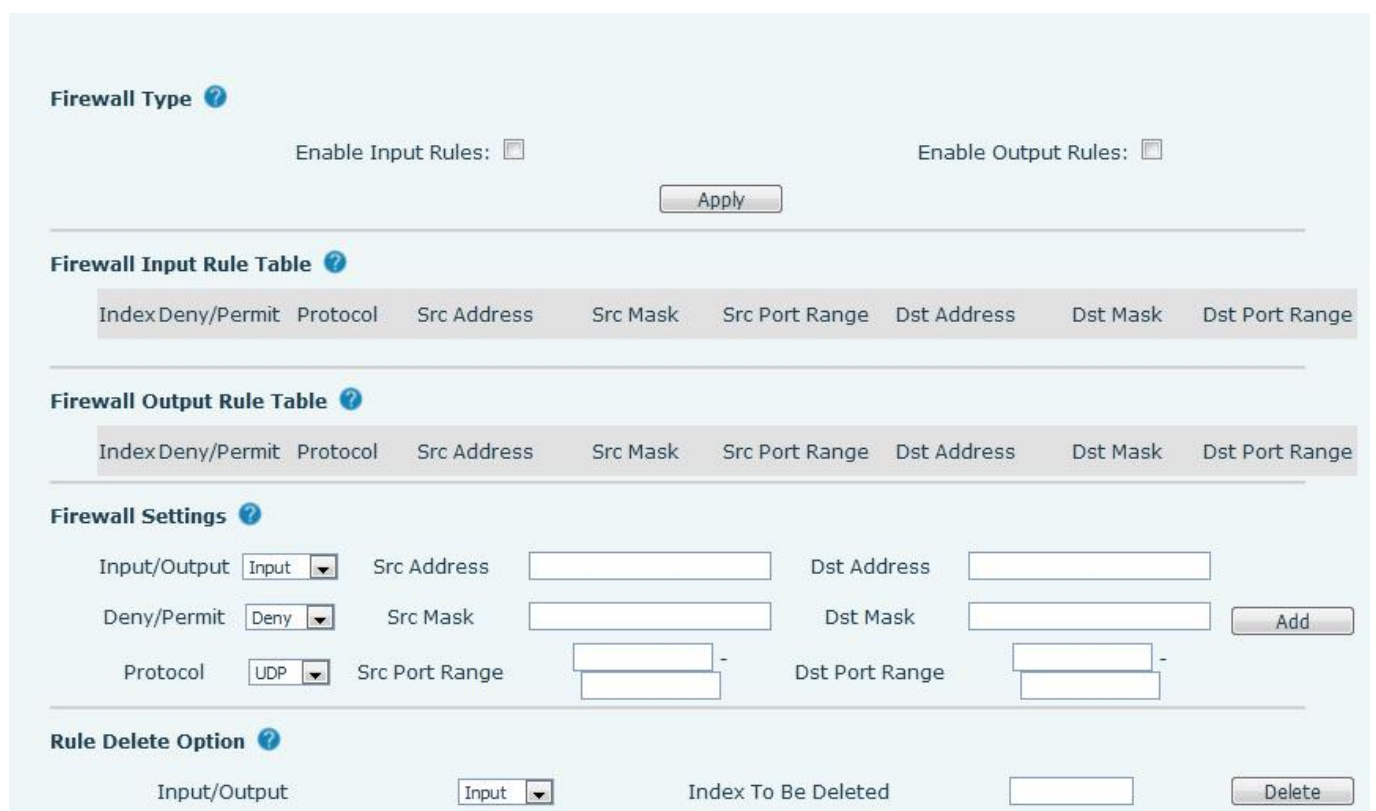 Firewall Type ?
Enable Input Rules: Enable Output Rules:
Apply
Firewall Input Rule Table ?
Index Deny/Permit Protocol Src Address Src Mask Src Port Range Dst Address Dst Mask Dst Port Range
Firewall Output Rule Table ?
Index Deny/Permit Protocol Src Address Src Mask Src Port Range Dst Address Dst Mask Dst Port Range
Firewall Settings ?
Input/Output Input Src Address Dst Address
Deny/Permit Deny Src Mask Dst Mask Add
Protocol UDP Src Port Range - Dst Port Range -
Rule Delete Option ?
Input/Output Input Index To Be Deleted Delete